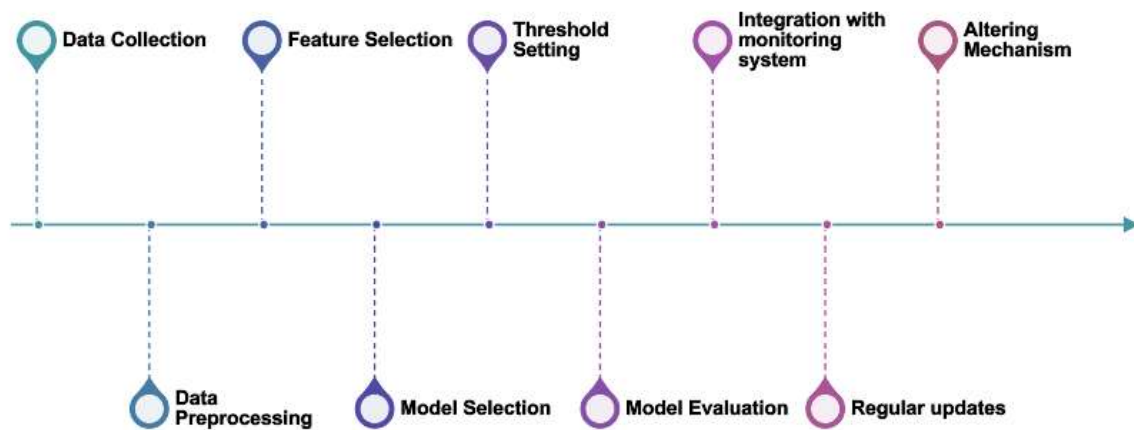 Data Collection
Feature Selection
Threshold
Setting
Integration with
monitoring
system
Altering
Mechanism
Data
Preprocessing
Model Selection
Model Evaluation
Regular updates